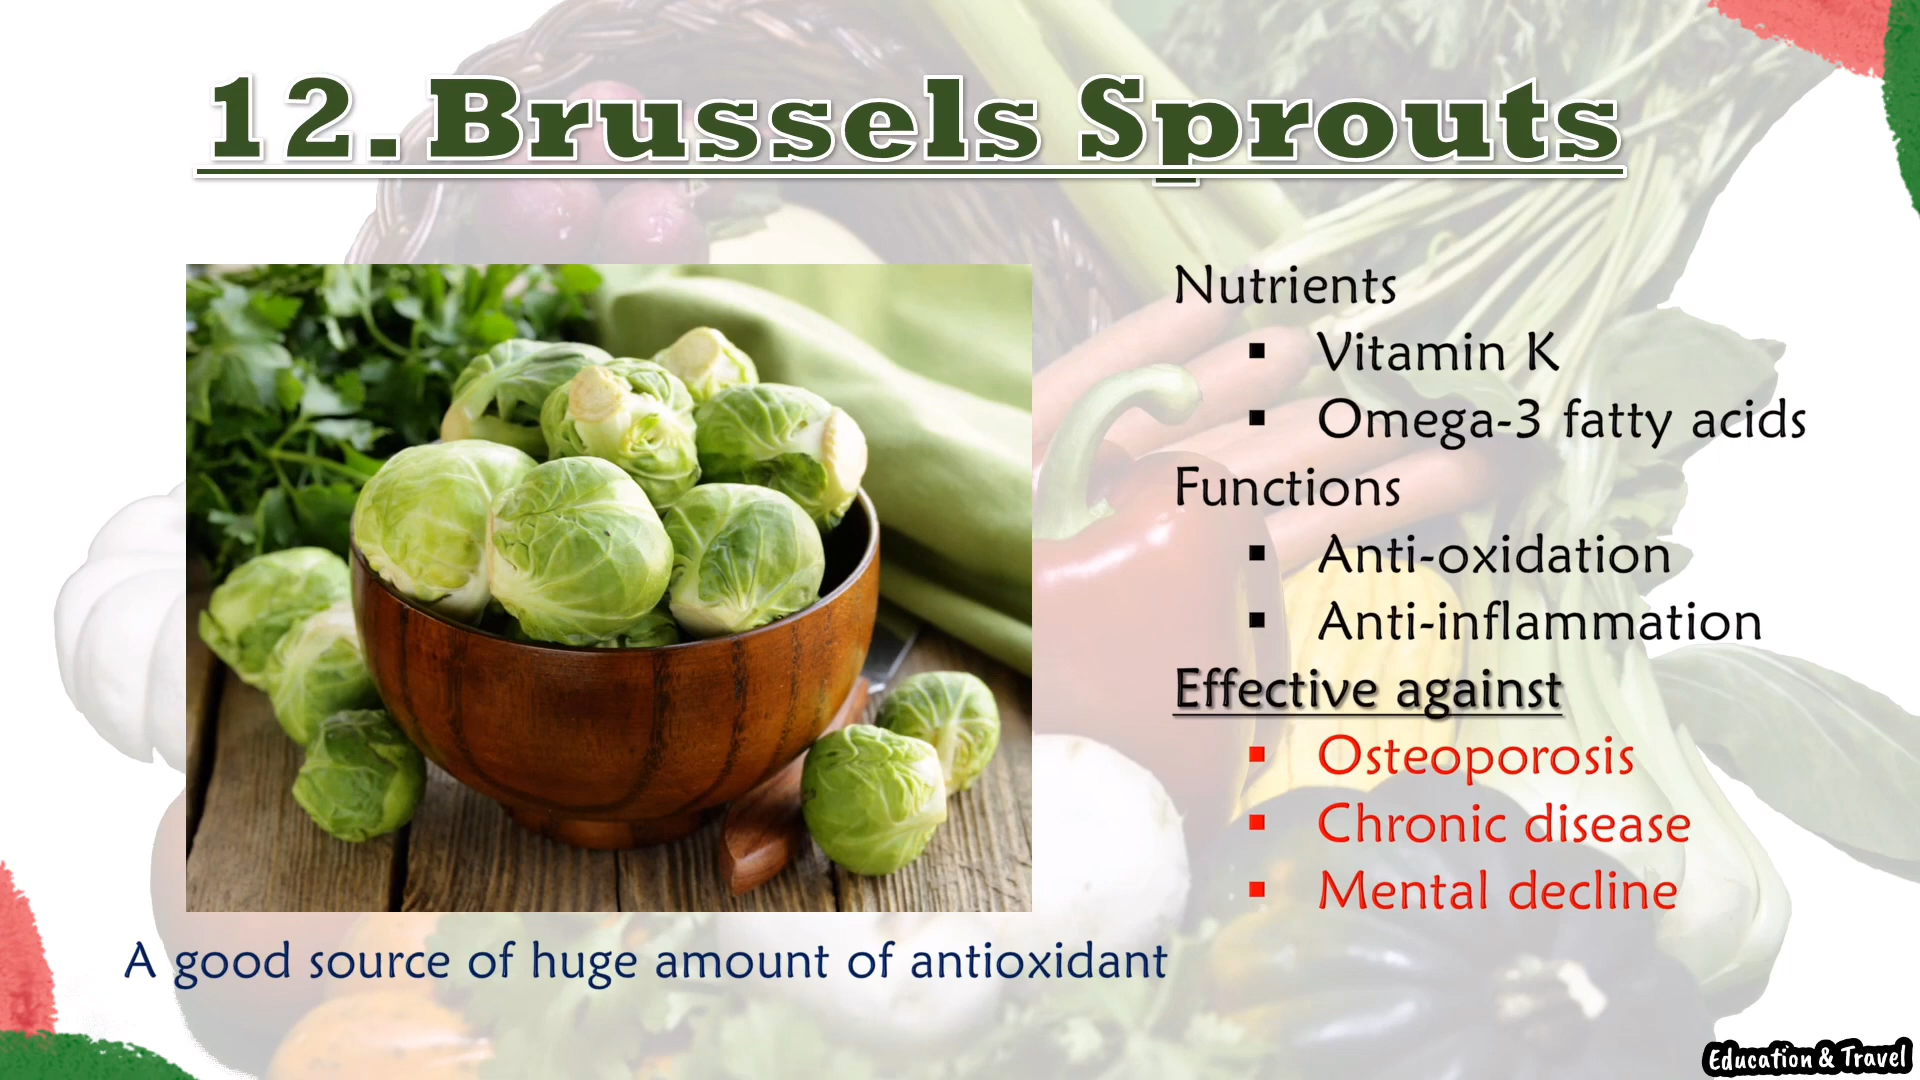 12. Brussels Sprouts
Nutrients
▪ Vitamin K
▪ Omega-3 fatty acids
Functions
▪ Anti-oxidation
▪ Anti-inflammation
Effective against
▪ Osteoporosis
▪ Chronic disease
▪ Mental decline
A good source of huge amount of antioxidant
Education & Travel